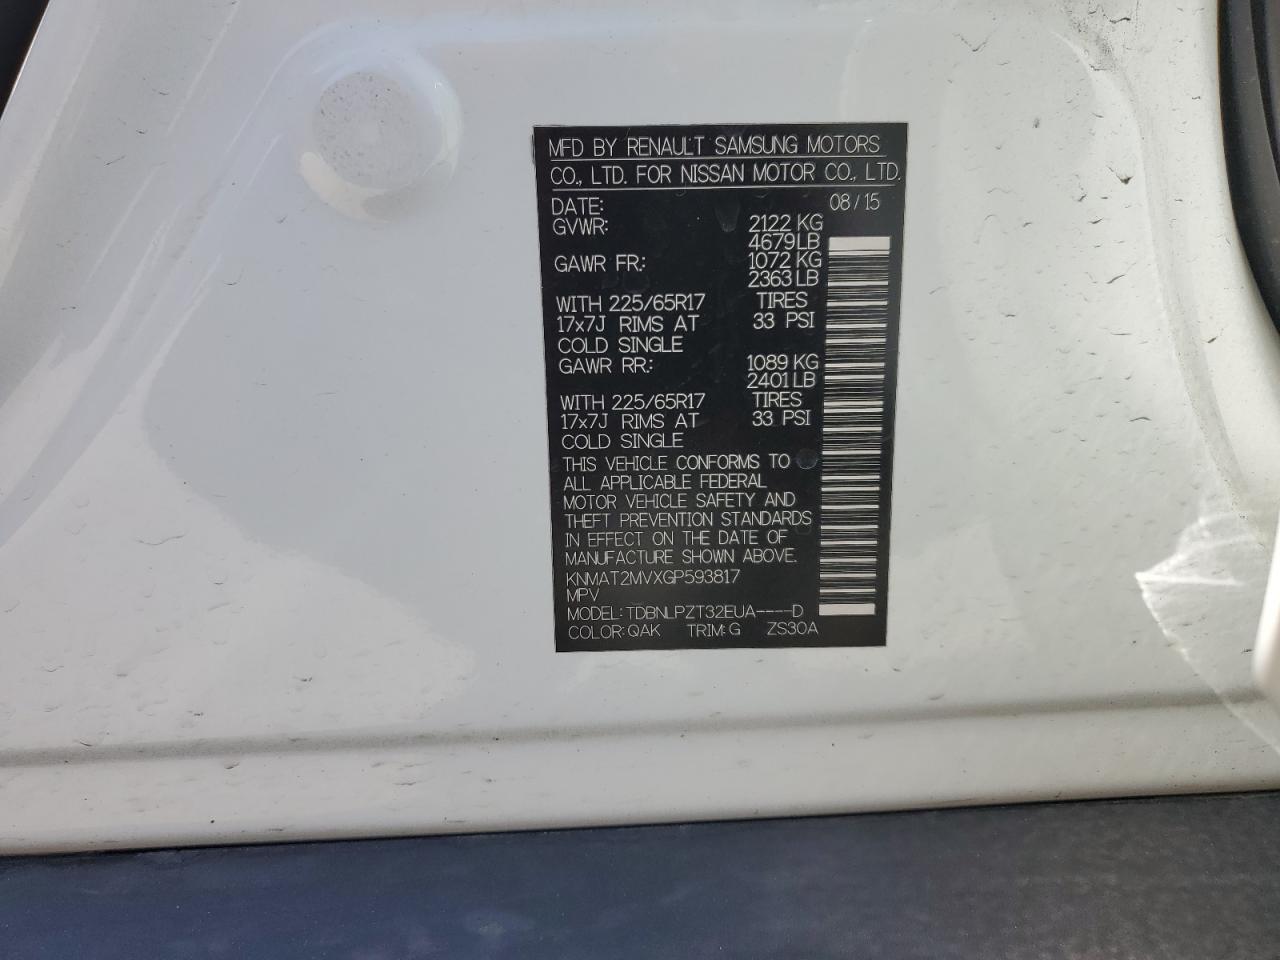 MFD BY RENAULT SAMSUNG MOTORS
CO., LTD. FOR NISSAN MOTOR CO., LTD.
DATE: 08/15
GVWR: 2122 KG
4679LB
GAWR FR.: 1072 KG
2363LB
WITH 225/65R17 TIRES
17x7J RIMS AT 33 PSI
COLD SINGLE
GAWR RR.: 1089 KG
2401LB
WITH 225/65R17 TIRES
17x7J RIMS AT 33 PSI
COLD SINGLE
THIS VEHICLE CONFORMS TO
ALL APPLICABLE FEDERAL
MOTOR VEHICLE SAFETY AND
THEFT PREVENTION STANDARDS
IN EFFECT ON THE DATE OF
MANUFACTURE SHOWN ABOVE.
KNMAT2MVXGP593817
MPV
MODEL: TDBNLPZT32EUA----D
COLOR: QAK TRIM: G ZS30A